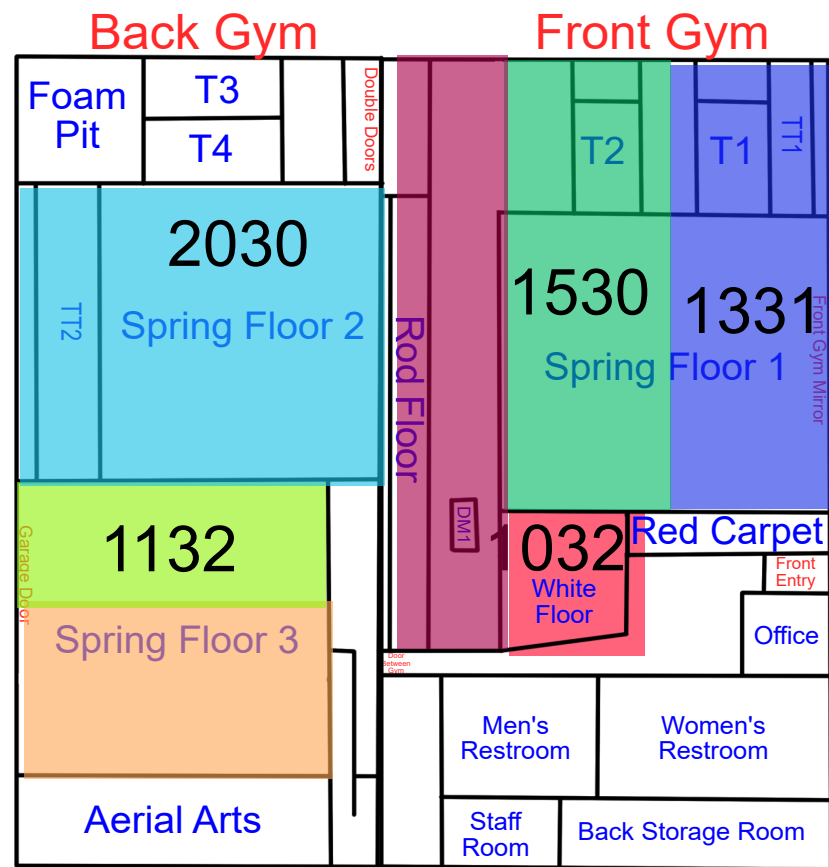 Back Gym
Front Gym
Foam
Pit
T3
T4
Double Doors
T2
T1
TT1
2030
1530
1331
TT2
Spring Floor 2
Rod Floor
Spring Floor 1
Front Gym Mirror
Garage Door
1132
DM1
1032
Red Carpet
White
Floor
Front
Entry
Spring Floor 3
Office
Door
Between
Gym
Men's
Restroom
Women's
Restroom
Aerial Arts
Staff
Room
Back Storage Room